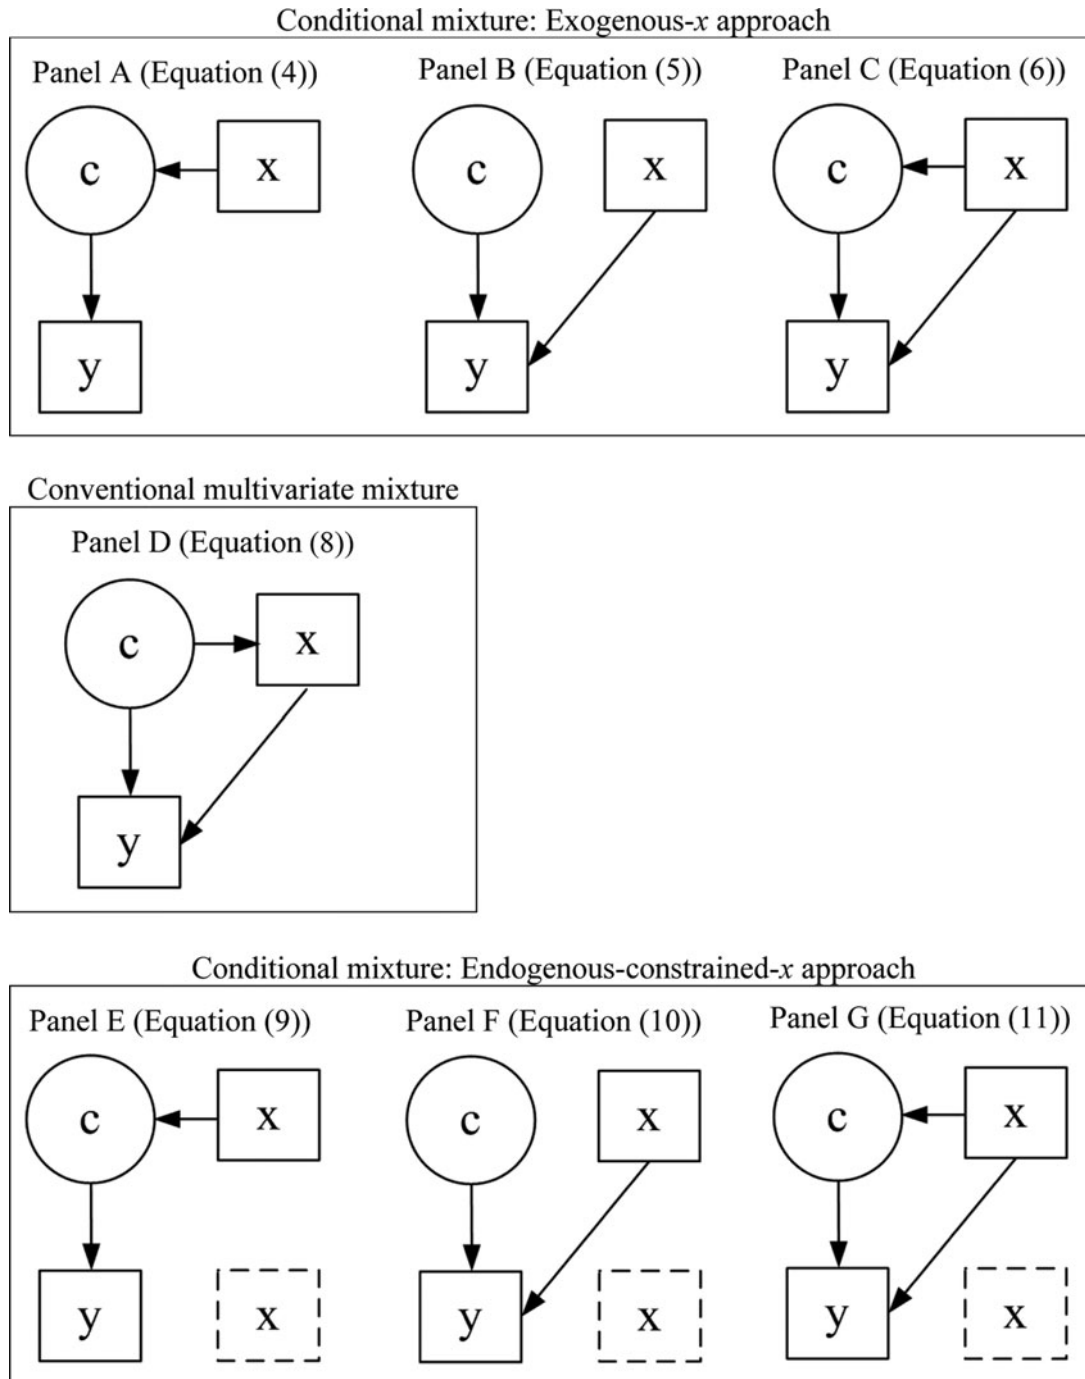 Conditional mixture: Exogenous-x approach
Panel A (Equation (4))
Panel B (Equation (5))
Panel C (Equation (6))
c
x
c
x
c
x
y
y
y
Conventional multivariate mixture
Panel D (Equation (8))
c
x
y
Conditional mixture: Endogenous-constrained-x approach
Panel E (Equation (9))
Panel F (Equation (10))
Panel G (Equation (11))
c
x
c
x
c
x
y
x
y
x
y
x